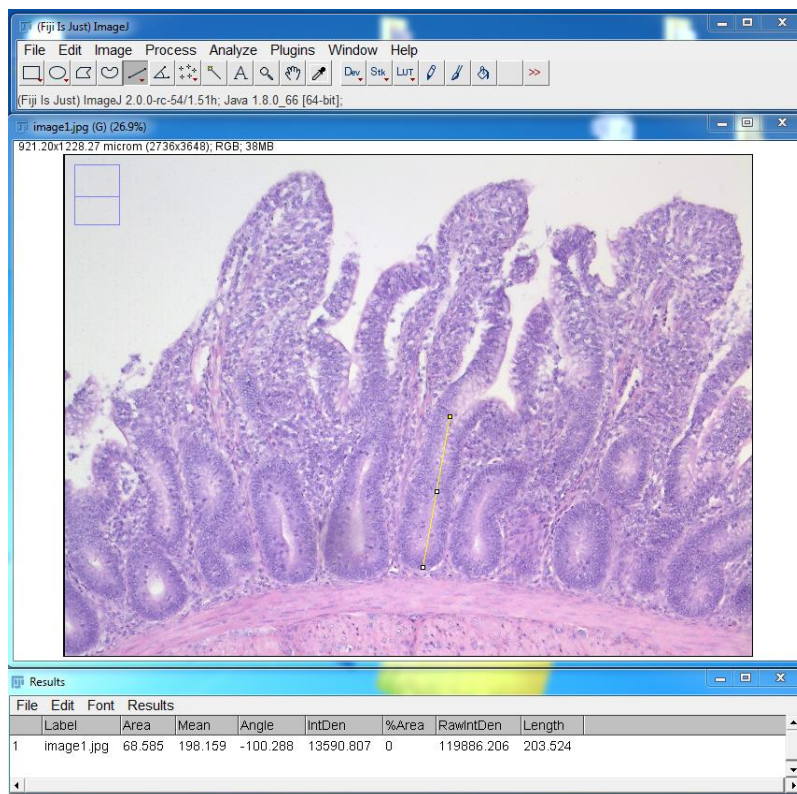 (Fiji Is Just) ImageJ
File Edit Image Process Analyze Plugins Window Help
A Dev Stk LUT >>
(Fiji Is Just) ImageJ 2.0.0-rc-54/1.51h; Java 1.8.0_66 [64-bit];
image1.jpg (G) (26.9%)
921.20x1228.27 microm (2736x3648); RGB; 38MB
Results
File Edit Font Results
Label Area Mean Angle IntDen %Area RawIntDen Length
1 image1.jpg 68.585 198.159 -100.288 13590.807 0 119886.206 203.524